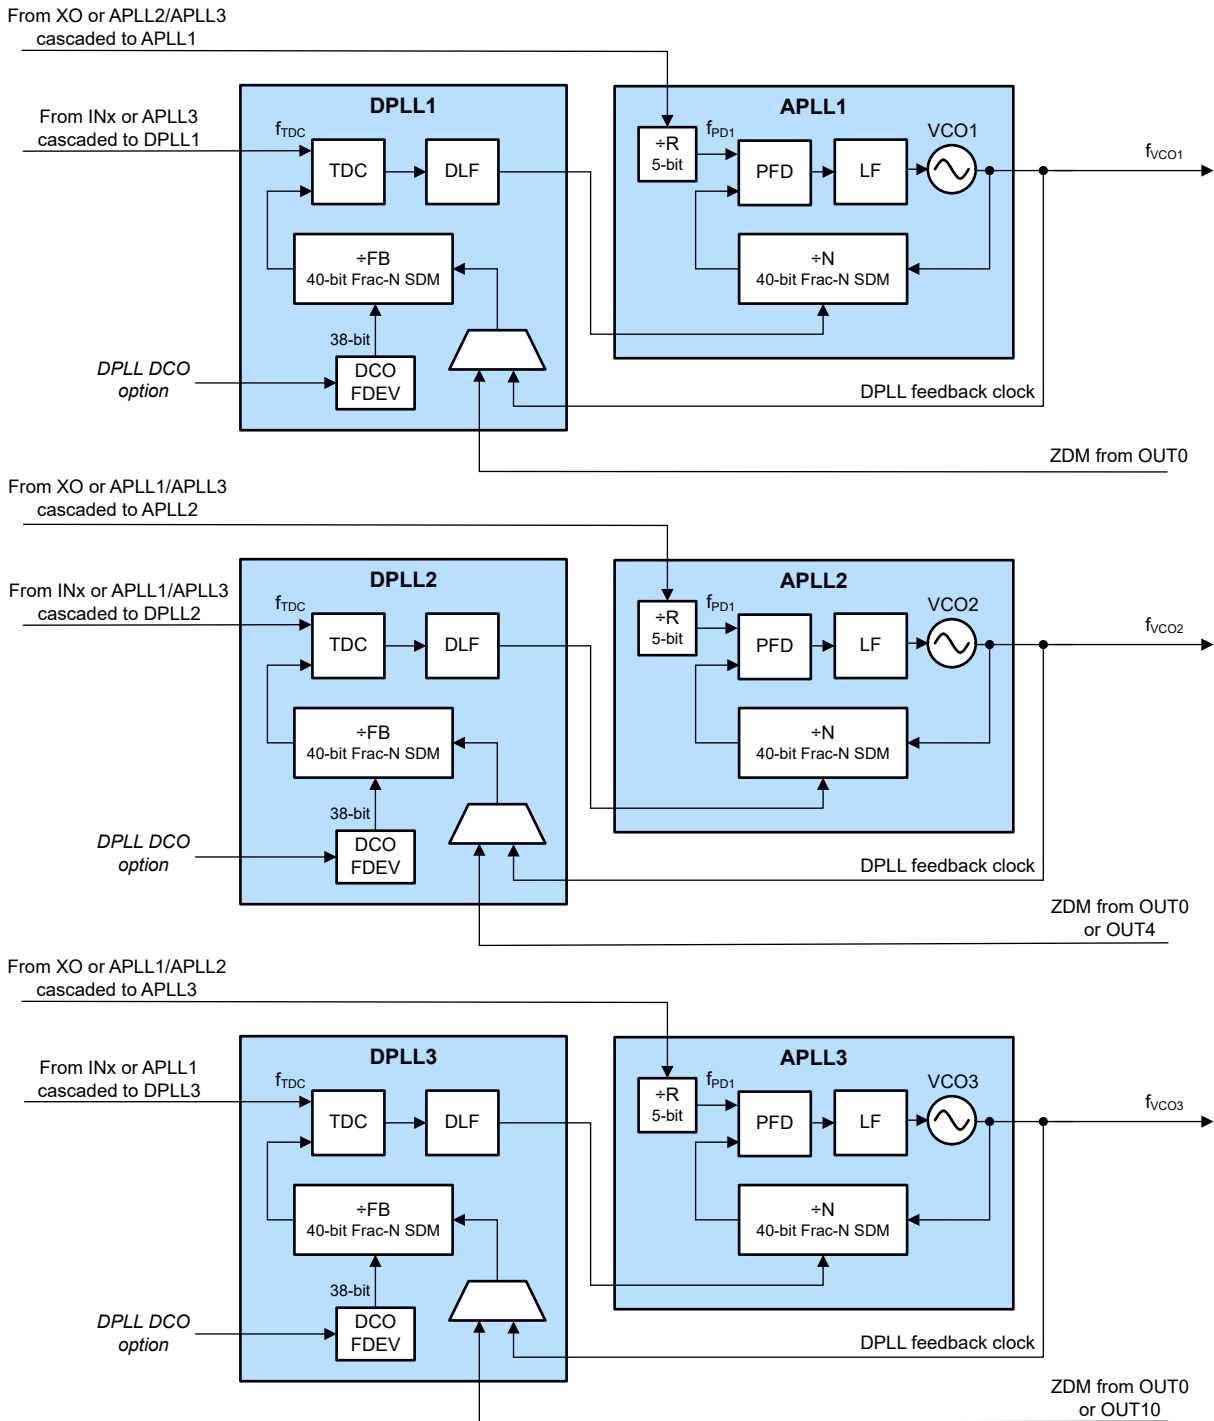 From XO or APLL2/APLL3
cascaded to APLL1
DPLL1
APLL1
From INx or APLL3
cascaded to DPLL1
fTDC
TDC
DLF
÷R
5-bit
fPD1
PFD
LF
VCO1
fVCO1
÷FB
40-bit Frac-N SDM
÷N
40-bit Frac-N SDM
38-bit
DPLL DCO
option
DCO
FDEV
DPLL feedback clock
ZDM from OUT0
From XO or APLL1/APLL3
cascaded to APLL2
DPLL2
APLL2
From INx or APLL1/APLL3
cascaded to DPLL2
fTDC
TDC
DLF
÷R
5-bit
fPD1
PFD
LF
VCO2
fVCO2
÷FB
40-bit Frac-N SDM
÷N
40-bit Frac-N SDM
38-bit
DPLL DCO
option
DCO
FDEV
DPLL feedback clock
ZDM from OUT0
or OUT4
From XO or APLL1/APLL2
cascaded to APLL3
DPLL3
APLL3
From INx or APLL1
cascaded to DPLL3
fTDC
TDC
DLF
÷R
5-bit
fPD1
PFD
LF
VCO3
fVCO3
÷FB
40-bit Frac-N SDM
÷N
40-bit Frac-N SDM
38-bit
DPLL DCO
option
DCO
FDEV
DPLL feedback clock
ZDM from OUT0
or OUT10